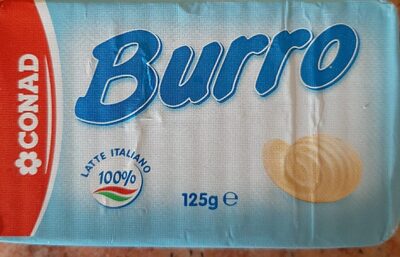 CONAD
Burro
LATTE ITALIANO
100%
125g ℮